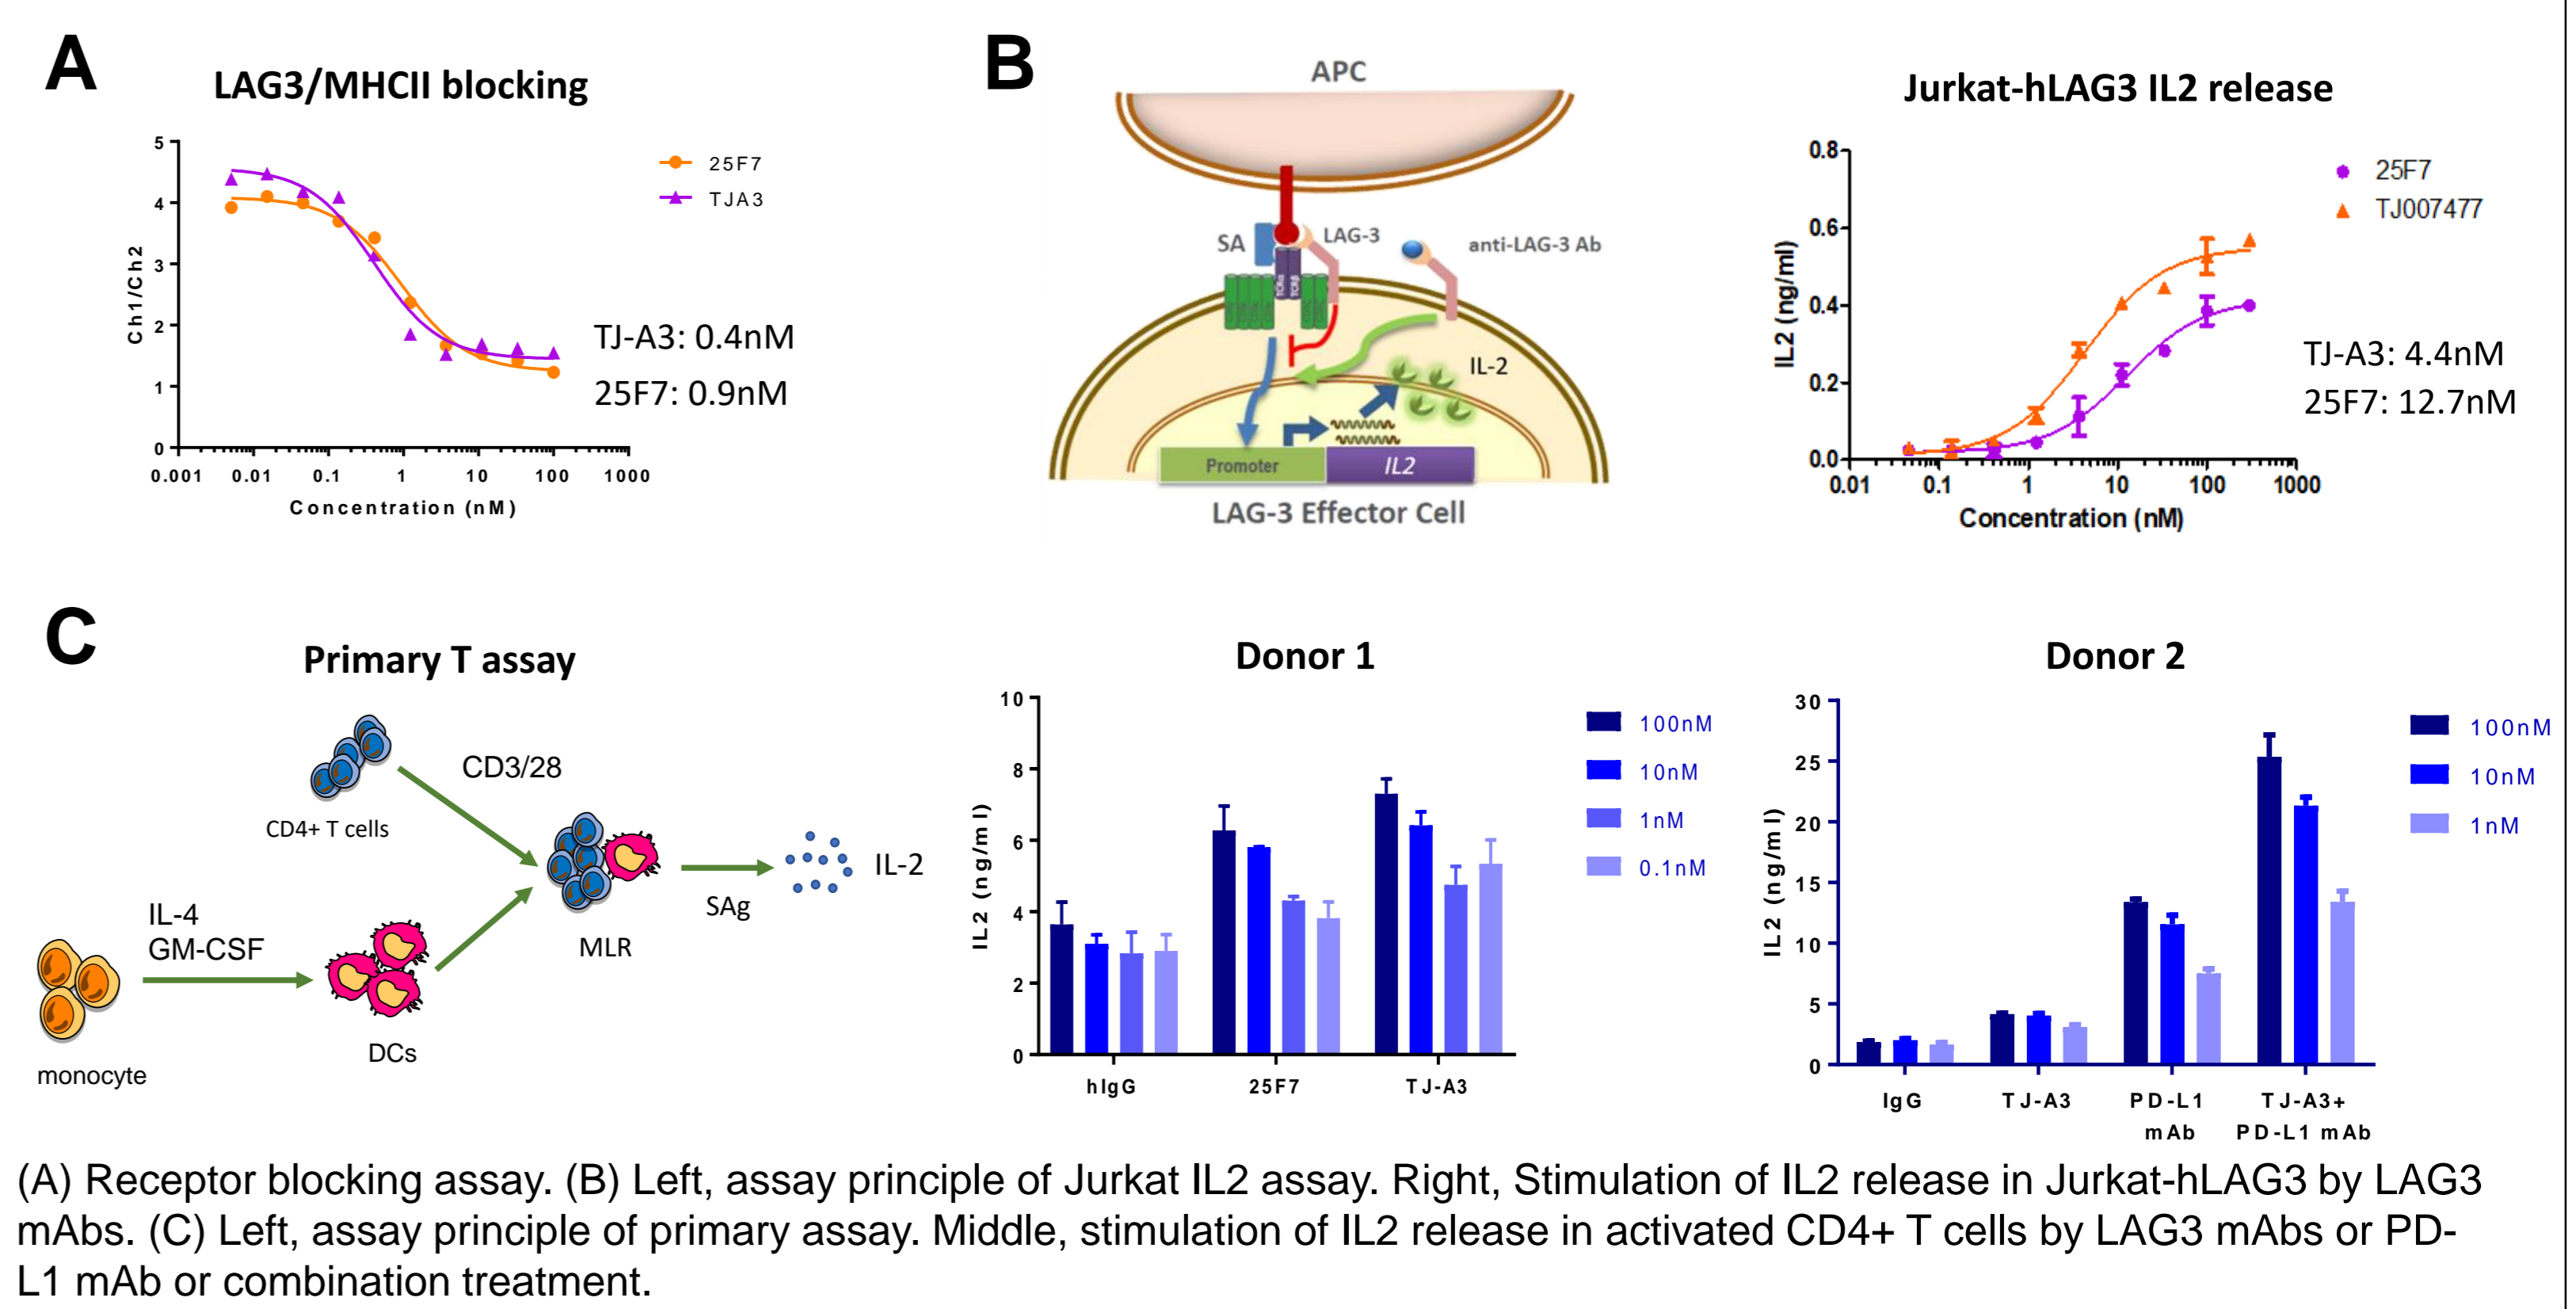 A
LAG3/MHCII blocking
5
4
3
2
1
0
Ch1/Ch2
0.001 0.01 0.1 1 10 100 1000
Concentration (nM)
25F7
TJA3
TJ-A3: 0.4nM
25F7: 0.9nM
B
APC
SA
LAG-3
anti-LAG-3 Ab
IL-2
Promoter
IL2
LAG-3 Effector Cell
Jurkat-hLAG3 IL2 release
0.8
0.6
0.4
0.2
0.0
IL2 (ng/ml)
0.01 0.1 1 10 100 1000
Concentration (nM)
25F7
TJ007477
TJ-A3: 4.4nM
25F7: 12.7nM
C
Primary T assay
CD3/28
CD4+ T cells
IL-4
GM-CSF
monocyte
DCs
MLR
SAg
IL-2
Donor 1
10
8
6
4
2
0
IL2 (ng/ml)
hIgG 25F7 TJ-A3
100nM
10nM
1nM
0.1nM
Donor 2
30
25
20
15
10
5
0
IL2 (ng/ml)
IgG TJ-A3 PD-L1 TJ-A3+
mAb PD-L1 mAb
100nM
10nM
1nM
(A) Receptor blocking assay. (B) Left, assay principle of Jurkat IL2 assay. Right, Stimulation of IL2 release in Jurkat-hLAG3 by LAG3
mAbs. (C) Left, assay principle of primary assay. Middle, stimulation of IL2 release in activated CD4+ T cells by LAG3 mAbs or PD-
L1 mAb or combination treatment.